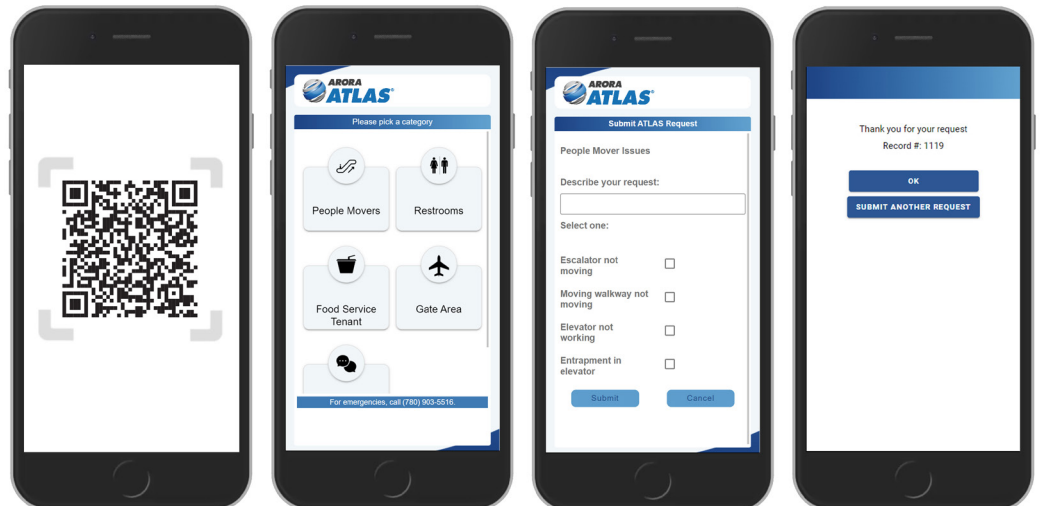 ARORA
ATLAS®
Please pick a category
People Movers
Restrooms
Food Service
Tenant
Gate Area
For emergencies, call (780) 903-5516.
ARORA
ATLAS®
Submit ATLAS Request
People Mover Issues
Describe your request:
Select one:
Escalator not
moving
Moving walkway not
moving
Elevator not
working
Entrapment in
elevator
Submit
Cancel
Thank you for your request
Record #: 1119
OK
SUBMIT ANOTHER REQUEST